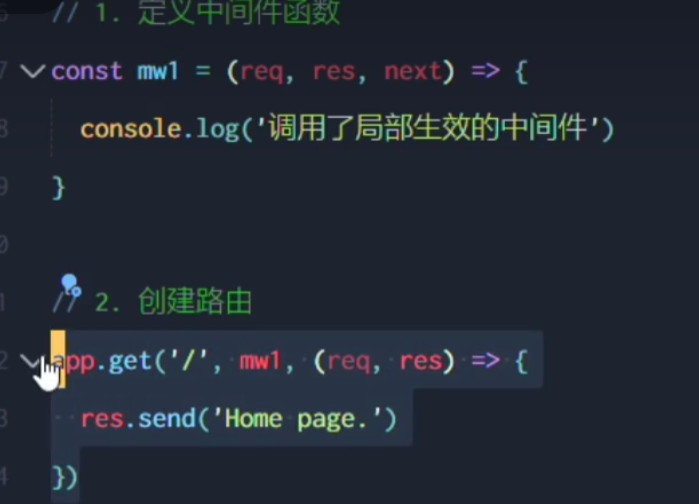 // 1. 定义中间件函数
const mw1 = (req, res, next) => {
console.log('调用了局部生效的中间件')
}
// 2. 创建路由
app.get('/', mw1, (req, res) => {
res.send('Home page.')
})